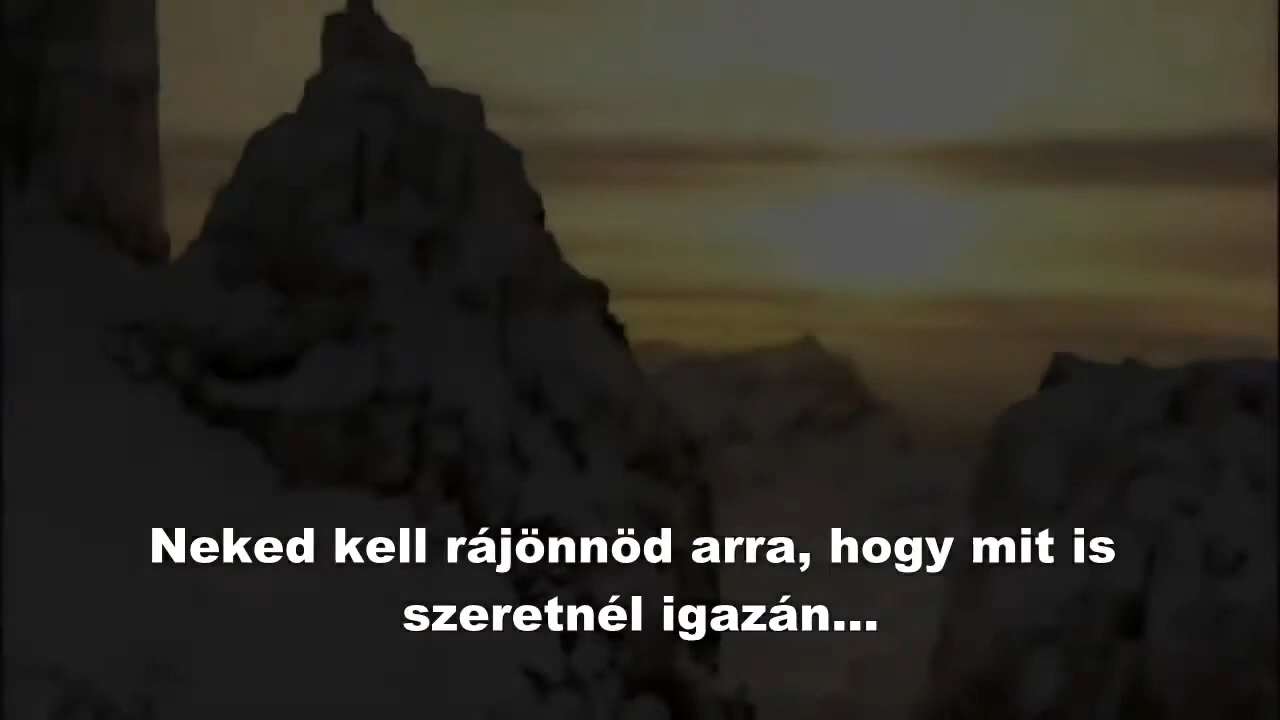 Neked kell rájönnöd arra, hogy mit is
szeretnél igazán...